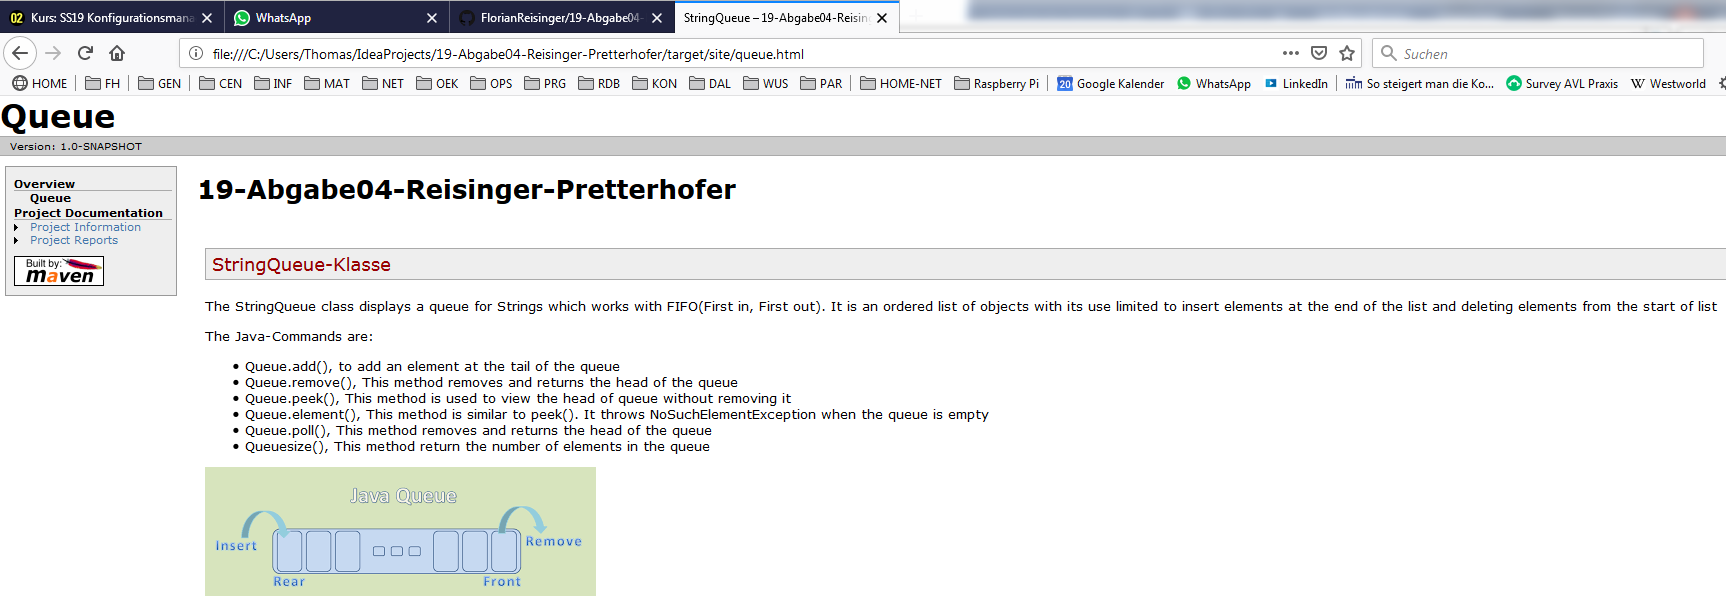 Kurs: SS19 Konfigurationsmana
WhatsApp
FlorianReisinger/19-Abgabe04-
StringQueue – 19-Abgabe04-Reising
file:///C:/Users/Thomas/IdeaProjects/19-Abgabe04-Reisinger-Pretterhofer/target/site/queue.html
Suchen
HOME FH GEN CEN INF MAT NET OEK OPS PRG RDB KON DAL WUS PAR HOME-NET Raspberry Pi 20 Google Kalender WhatsApp LinkedIn So steigert man die Ko... Survey AVL Praxis W Westworld
Queue
Version: 1.0-SNAPSHOT
Overview
Queue
Project Documentation
Project Information
Project Reports
Built by:
maven
19-Abgabe04-Reisinger-Pretterhofer
StringQueue-Klasse
The StringQueue class displays a queue for Strings which works with FIFO(First in, First out). It is an ordered list of objects with its use limited to insert elements at the end of the list and deleting elements from the start of list
The Java-Commands are:
• Queue.add(), to add an element at the tail of the queue
• Queue.remove(), This method removes and returns the head of the queue
• Queue.peek(), This method is used to view the head of queue without removing it
• Queue.element(), This method is similar to peek(). It throws NoSuchElementException when the queue is empty
• Queue.poll(), This method removes and returns the head of the queue
• Queuesize(), This method return the number of elements in the queue
Java Queue
Insert
Remove
Rear
Front